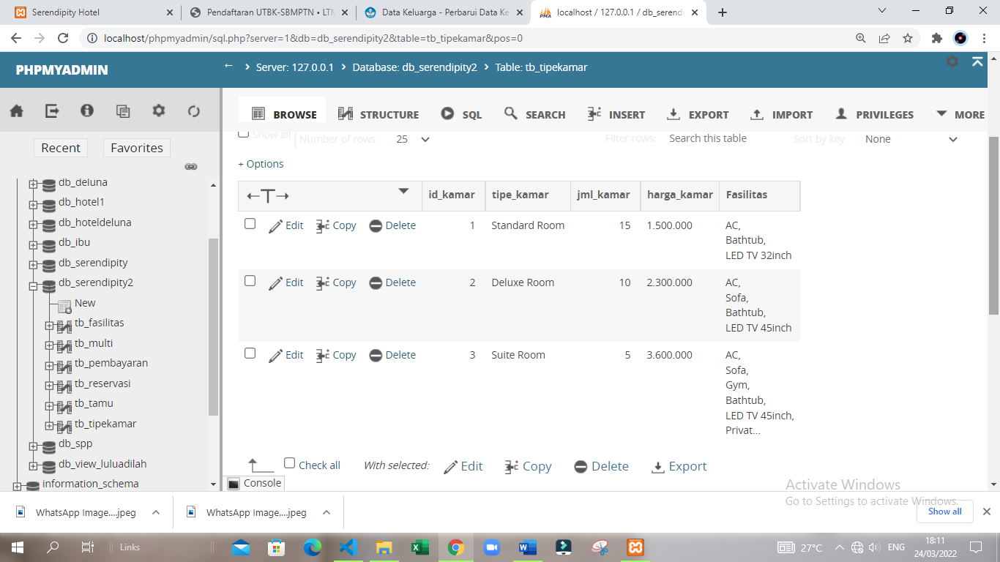 Serendipity Hotel
Pendaftaran UTBK-SBMPTN • LTM
Data Keluarga - Perbarui Data Ke
localhost / 127.0.0.1 / db_serend
localhost/phpmyadmin/sql.php?server=1&db=db_serendipity2&table=tb_tipekamar&pos=0
PHPMYADMIN
← › Server: 127.0.0.1 › Database: db_serendipity2 › Table: tb_tipekamar
BROWSE STRUCTURE SQL SEARCH INSERT EXPORT IMPORT PRIVILEGES MORE
Show all Number of rows: 25 Filter rows: Search this table Sort by key: None
Recent Favorites
db_deluna
db_hotel1
db_hoteldeluna
db_ibu
db_serendipity
db_serendipity2
New
tb_fasilitas
tb_multi
tb_pembayaran
tb_reservasi
tb_tamu
tb_tipekamar
db_spp
db_view_luluadilah
information_schema
+ Options
←T→ id_kamar tipe_kamar jml_kamar harga_kamar Fasilitas
Edit Copy Delete 1 Standard Room 15 1.500.000 AC,
Bathtub,
LED TV 32inch
Edit Copy Delete 2 Deluxe Room 10 2.300.000 AC,
Sofa,
Bathtub,
LED TV 45inch
Edit Copy Delete 3 Suite Room 5 3.600.000 AC,
Sofa,
Gym,
Bathtub,
LED TV 45inch,
Privat...
Check all With selected: Edit Copy Delete Export
Console
Activate Windows
Go to Settings to activate Windows.
WhatsApp Image....jpeg
WhatsApp Image....jpeg
Show all
Links
27°C
ENG
18:11
24/03/2022